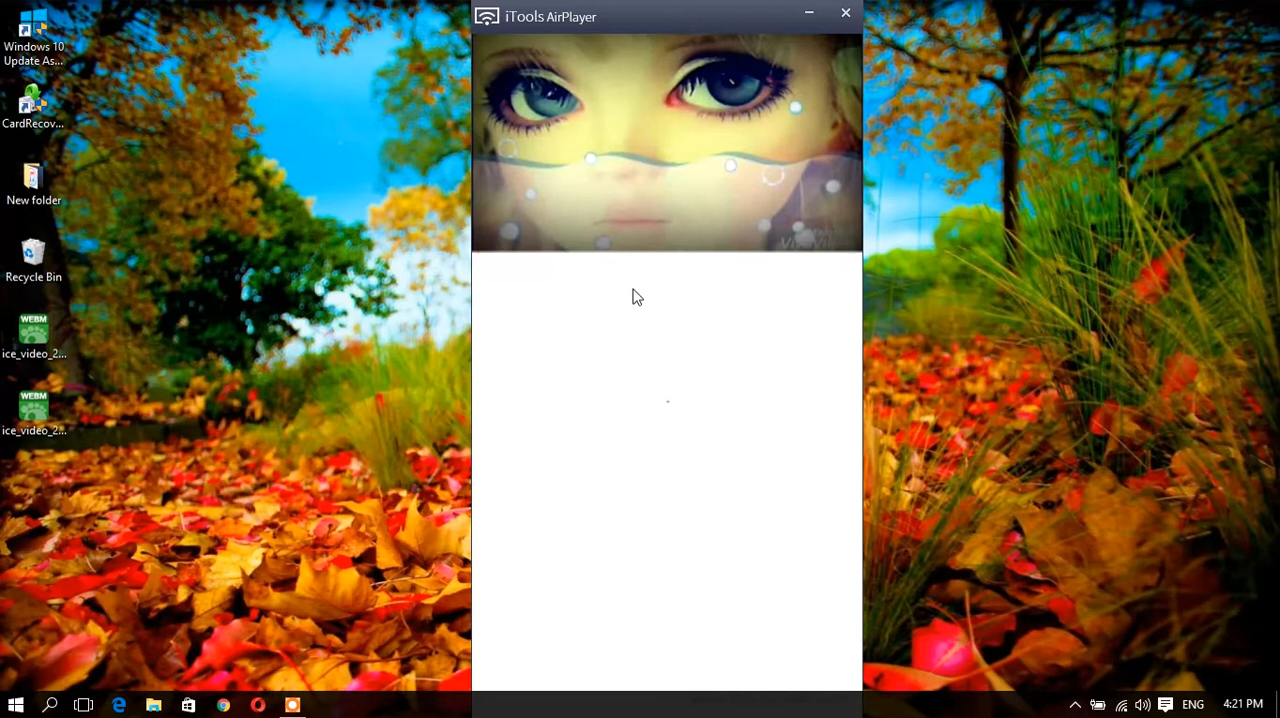 iTools AirPlayer
Windows 10
Update As...
CardRecov...
New folder
Recycle Bin
WEBM
ice_video_2...
WEBM
ice_video_2...
ENG
4:21 PM